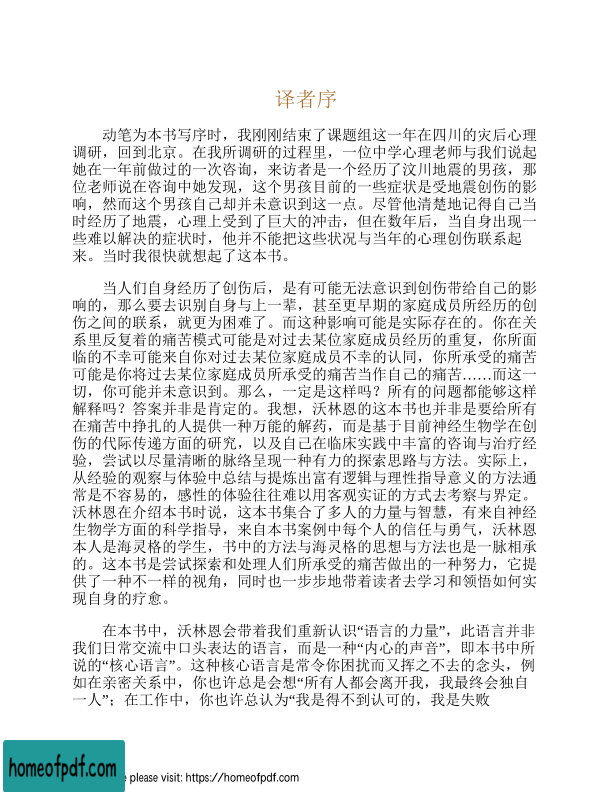 译者序
动笔为本书写序时，我刚刚结束了课题组这一年在四川的灾后心理
调研，回到北京。在我所调研的过程里，一位中学心理老师与我们说起
她在一年前做过的一次咨询，来访者是一个经历了汶川地震的男孩，那
位老师说在咨询中她发现，这个男孩目前的一些症状是受地震创伤的影
响，然而这个男孩自己却并未意识到这一点。尽管他清楚地记得自己当
时经历了地震，心理上受到了巨大的冲击，但在数年后，当自身出现一
些难以解决的症状时，他并不能把这些状况与当年的心理创伤联系起
来。当时我很快就想起了这本书。
当人们自身经历了创伤后，是有可能无法意识到创伤带给自己的影
响的，那么要去识别自身与上一辈，甚至更早期的家庭成员所经历的创
伤之间的联系，就更为困难了。而这种影响可能是实际存在的。你在关
系里反复着的痛苦模式可能是对过去某位家庭成员经历的重复，你所面
临的不幸可能来自你对过去某位家庭成员不幸的认同，你所承受的痛苦
可能是你将过去某位家庭成员所承受的痛苦当作自己的痛苦……而这一
切，你可能并未意识到。那么，一定是这样吗？所有的问题都能够这样
解释吗？答案并非是肯定的。我想，沃林恩的这本书也并非是要给所有
在痛苦中挣扎的人提供一种万能的解药，而是基于目前神经生物学在创
伤的代际传递方面的研究，以及自己在临床实践中丰富的咨询与治疗经
验，尝试以尽量清晰的脉络呈现一种有力的探索思路与方法。实际上，
从经验的观察与体验中总结与提炼出富有逻辑与理性指导意义的方法通
常是不容易的，感性的体验往往难以用客观实证的方式去考察与界定。
沃林恩在介绍本书时说，这本书集合了多人的力量与智慧，有来自神经
生物学方面的科学指导，来自本书案例中每个人的信任与勇气，沃林恩
本人是海灵格的学生，书中的方法与海灵格的思想与方法也是一脉相承
的。这本书是尝试探索和处理人们所承受的痛苦做出的一种努力，它提
供了一种不一样的视角，同时也一步步地带着读者去学习和领悟如何实
现自身的疗愈。
在本书中，沃林恩会带着我们重新认识“语言的力量”，此语言并非
我们日常交流中口头表达的语言，而是一种“内心的声音”，即本书中所
说的“核心语言”。这种核心语言是常令你困扰而又挥之不去的念头，例
如在亲密关系中，你也许总是会想“所有人都会离开我，我最终会独自
一人”；在工作中，你也许总认为“我是得不到认可的，我是失败
homeofpdf.com
e please visit: https://homeofpdf.com